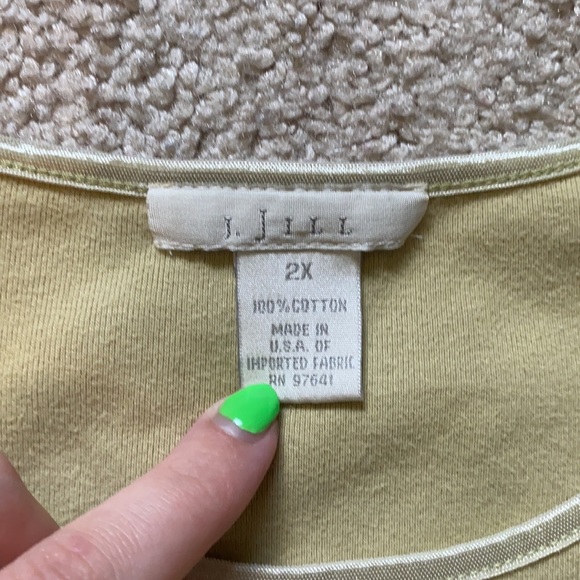 J. JILL
2X
100% COTTON
MADE IN
U.S.A. OF
IMPORTED FABRIC
RN 97641